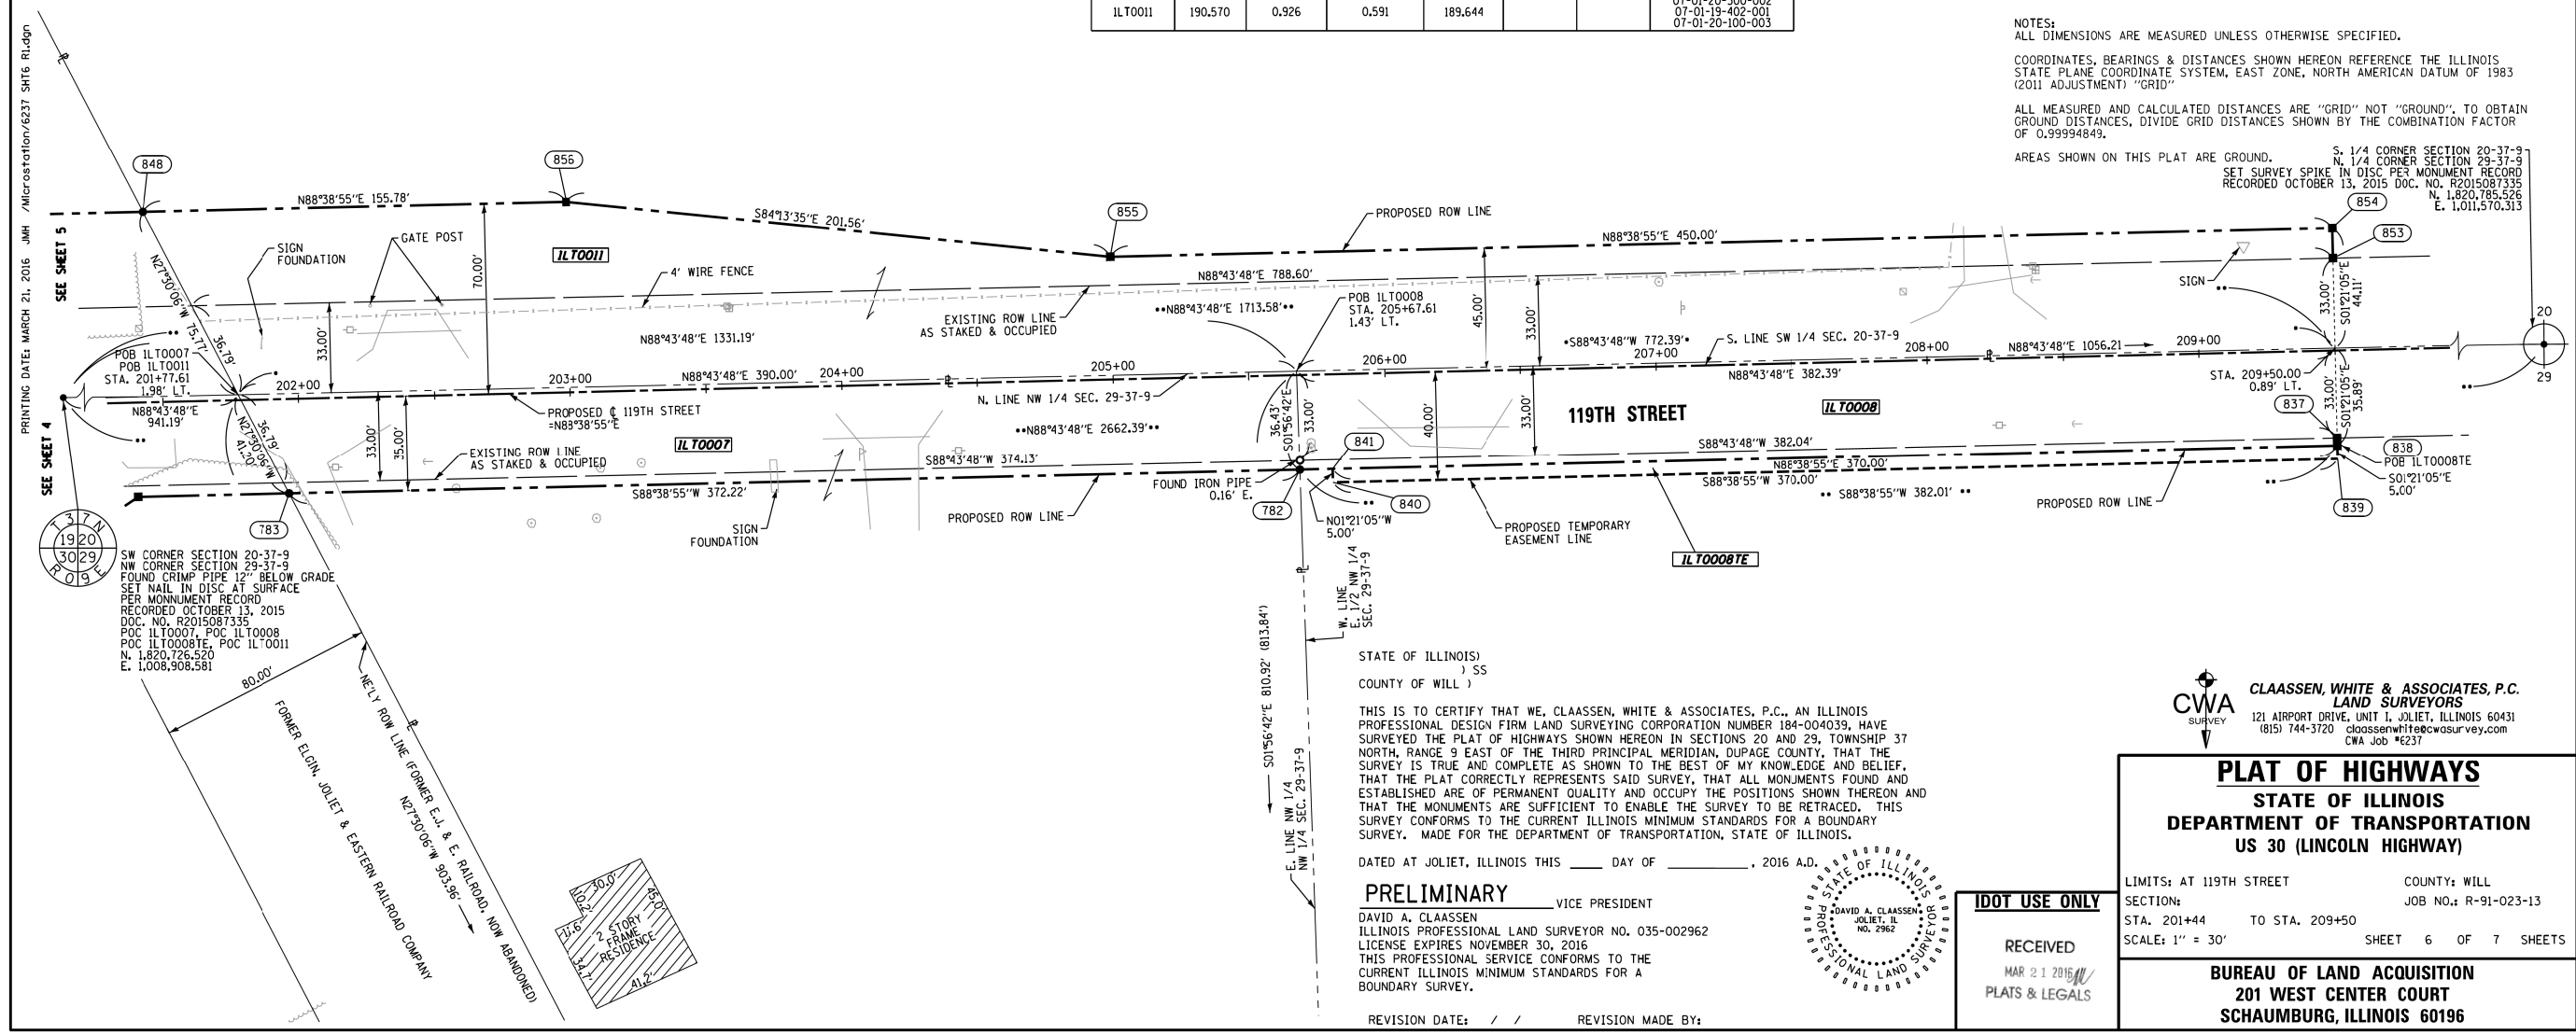 1LT0011 190.570 0.926 0.591 189.644
07-01-20-300-002
07-01-19-402-001
07-01-20-100-003
NOTES:
ALL DIMENSIONS ARE MEASURED UNLESS OTHERWISE SPECIFIED.
COORDINATES, BEARINGS & DISTANCES SHOWN HEREON REFERENCE THE ILLINOIS
STATE PLANE COORDINATE SYSTEM, EAST ZONE, NORTH AMERICAN DATUM OF 1983
(2011 ADJUSTMENT) "GRID"
ALL MEASURED AND CALCULATED DISTANCES ARE "GRID" NOT "GROUND". TO OBTAIN
GROUND DISTANCES, DIVIDE GRID DISTANCES SHOWN BY THE COMBINATION FACTOR
OF 0.99994849.
AREAS SHOWN ON THIS PLAT ARE GROUND.
S. 1/4 CORNER SECTION 20-37-9
N. 1/4 CORNER SECTION 29-37-9
SET SURVEY SPIKE IN DISC PER MONUMENT RECORD
RECORDED OCTOBER 13, 2015 DOC. NO. R2015087335
N. 1,820,785.526
E. 1,011,570.313
PRINTING DATE: MARCH 21, 2016 JMH /Microstation/6237 SHT6 R1.dgn
SEE SHEET 5
SEE SHEET 4
℄
848
856
855
854
853
N88°38'55"E 155.78'
S84°13'35"E 201.56'
PROPOSED ROW LINE
N88°38'55"E 450.00'
SIGN
FOUNDATION
GATE POST
1LT0011
4' WIRE FENCE
70.00'
N27°30'06"W 75.77'
36.79'
33.00'
N88°43'48"E 788.60'
EXISTING ROW LINE
AS STAKED & OCCUPIED
••N88°43'48"E 1713.58'••
POB 1LT0008
STA. 205+67.61
1.43' LT.
45.00'
33.00'
SIGN
33.00'
S01°21'05"E
44.11'
20
29
N88°43'48"E 1331.19'
POB 1LT0007
POB 1LT0011
STA. 201+77.61
1.98' LT.
N88°43'48"E
941.19'
202+00
203+00
N88°43'48"E 390.00'
204+00
205+00
206+00
•S88°43'48"W 772.39'•
207+00
S. LINE SW 1/4 SEC. 20-37-9
208+00
N88°43'48"E 1056.21
209+00
N88°43'48"E 382.39'
STA. 209+50.00
0.89' LT.
PROPOSED ℄ 119TH STREET
=N88°38'55"E
N. LINE NW 1/4 SEC. 29-37-9
36.79'
N27°30'06"W
41.20'
33.00'
35.00'
1LT0007
••N88°43'48"E 2662.39'••
36.43'
S01°56'42"E
33.00'
40.00'
33.00'
119TH STREET
1LT0008
33.00'
S01°21'05"E
35.89'
837
EXISTING ROW LINE
AS STAKED & OCCUPIED
S88°43'48"W 374.13'
841
S88°43'48"W 382.04'
838
POB 1LT0008TE
N88°38'55"E 370.00'
S88°38'55"W 372.22'
FOUND IRON PIPE
0.16' E.
S88°38'55"W 370.00'
S01°21'05"E
5.00'
•• S88°38'55"W 382.01' ••
783
SIGN
FOUNDATION
PROPOSED ROW LINE
782
840
839
N01°21'05"W
5.00'
PROPOSED TEMPORARY
EASEMENT LINE
PROPOSED ROW LINE
1LT0008TE
T 3 7 N
19 20
30 29
R 0 9 E
SW CORNER SECTION 20-37-9
NW CORNER SECTION 29-37-9
FOUND CRIMP PIPE 12" BELOW GRADE
SET NAIL IN DISC AT SURFACE
PER MONNUMENT RECORD
RECORDED OCTOBER 13, 2015
DOC. NO. R2015087335
POC 1LT0007, POC 1LT0008
POC 1LT0008TE, POC 1LT0011
N. 1,820,726.520
E. 1,008,908.581
80.00'
FORMER ELGIN, JOLIET & EASTERN RAILROAD COMPANY
NE'LY ROW LINE (FORMER E.J. & E. RAILROAD, NOW ABANDONED)
N27°30'06"W 903.96'
W. LINE
E. 1/2 NW 1/4
SEC. 29-37-9
S01°56'42"E 810.92' (813.84')
E. LINE NW 1/4
NW 1/4 SEC. 29-37-9
30.0'
10.2'
45.0'
11.6'
2 STORY
FRAME
RESIDENCE
34.7'
41.2'
STATE OF ILLINOIS)
) SS
COUNTY OF WILL )
THIS IS TO CERTIFY THAT WE, CLAASSEN, WHITE & ASSOCIATES, P.C., AN ILLINOIS
PROFESSIONAL DESIGN FIRM LAND SURVEYING CORPORATION NUMBER 184-004039, HAVE
SURVEYED THE PLAT OF HIGHWAYS SHOWN HEREON IN SECTIONS 20 AND 29, TOWNSHIP 37
NORTH, RANGE 9 EAST OF THE THIRD PRINCIPAL MERIDIAN, DUPAGE COUNTY, THAT THE
SURVEY IS TRUE AND COMPLETE AS SHOWN TO THE BEST OF MY KNOWLEDGE AND BELIEF,
THAT THE PLAT CORRECTLY REPRESENTS SAID SURVEY, THAT ALL MONUMENTS FOUND AND
ESTABLISHED ARE OF PERMANENT QUALITY AND OCCUPY THE POSITIONS SHOWN THEREON AND
THAT THE MONUMENTS ARE SUFFICIENT TO ENABLE THE SURVEY TO BE RETRACED. THIS
SURVEY CONFORMS TO THE CURRENT ILLINOIS MINIMUM STANDARDS FOR A BOUNDARY
SURVEY. MADE FOR THE DEPARTMENT OF TRANSPORTATION, STATE OF ILLINOIS.
DATED AT JOLIET, ILLINOIS THIS ____ DAY OF __________, 2016 A.D.
PRELIMINARY
VICE PRESIDENT
DAVID A. CLAASSEN
ILLINOIS PROFESSIONAL LAND SURVEYOR NO. 035-002962
LICENSE EXPIRES NOVEMBER 30, 2016
THIS PROFESSIONAL SERVICE CONFORMS TO THE
CURRENT ILLINOIS MINIMUM STANDARDS FOR A
BOUNDARY SURVEY.
REVISION DATE: / / REVISION MADE BY:
STATE OF ILLINOIS
DAVID A. CLAASSEN
JOLIET, IL
NO. 2962
PROFESSIONAL LAND SURVEYOR
IDOT USE ONLY
RECEIVED
MAR 21 2016
PLATS & LEGALS
CWA
SURVEY
CLAASSEN, WHITE & ASSOCIATES, P.C.
LAND SURVEYORS
121 AIRPORT DRIVE, UNIT I, JOLIET, ILLINOIS 60431
(815) 744-3720 claassenwhite@cwasurvey.com
CWA Job #6237
PLAT OF HIGHWAYS
STATE OF ILLINOIS
DEPARTMENT OF TRANSPORTATION
US 30 (LINCOLN HIGHWAY)
LIMITS: AT 119TH STREET COUNTY: WILL
SECTION: JOB NO.: R-91-023-13
STA. 201+44 TO STA. 209+50
SCALE: 1" = 30' SHEET 6 OF 7 SHEETS
BUREAU OF LAND ACQUISITION
201 WEST CENTER COURT
SCHAUMBURG, ILLINOIS 60196